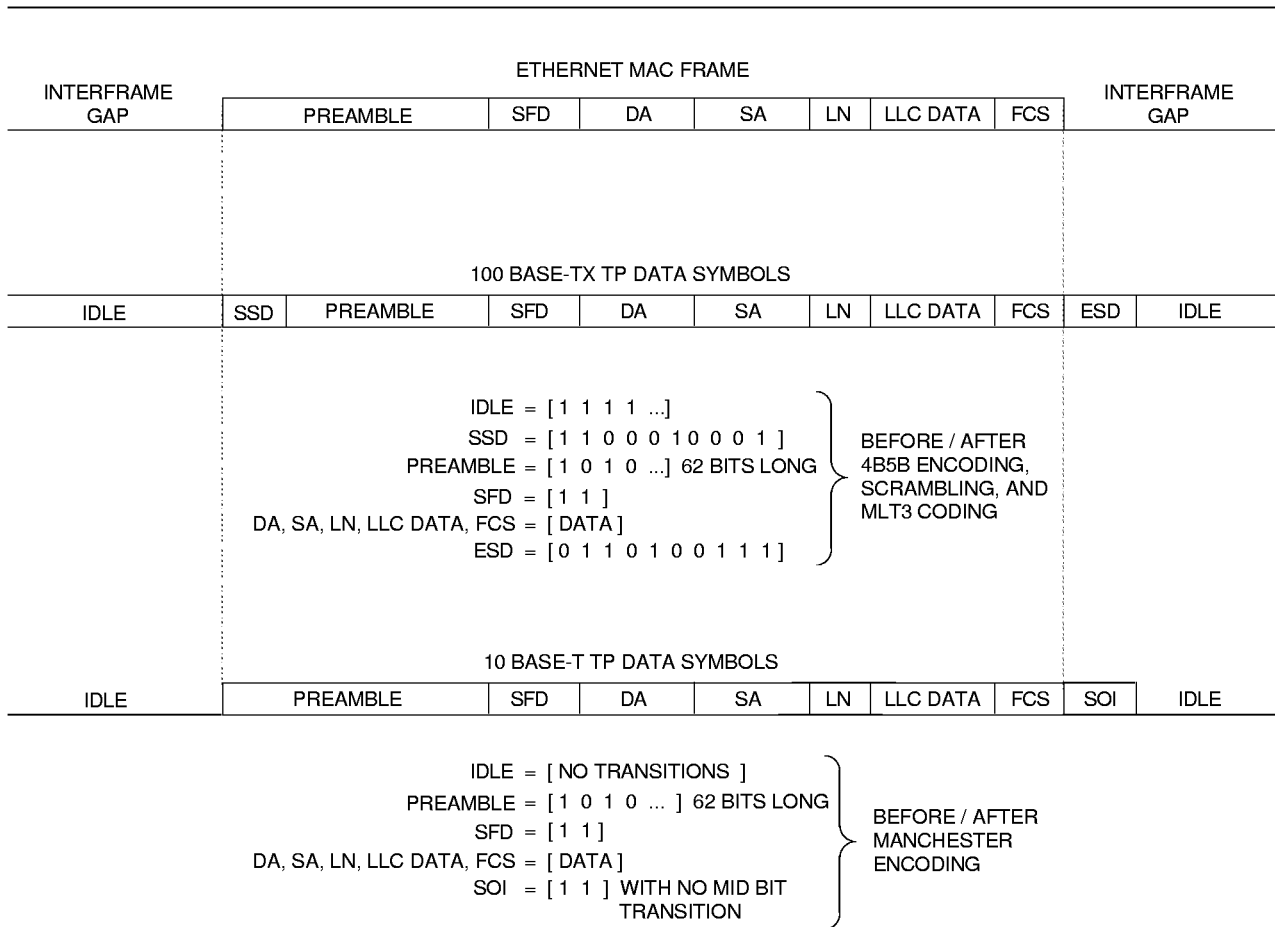 ETHERNET MAC FRAME
INTERFRAME GAP
PREAMBLE SFD DA SA LN LLC DATA FCS
INTERFRAME GAP
100 BASE-TX TP DATA SYMBOLS
IDLE SSD PREAMBLE SFD DA SA LN LLC DATA FCS ESD IDLE
IDLE = [ 1 1 1 1 ...]
SSD = [ 1 1 0 0 0 1 0 0 0 1 ]
PREAMBLE = [ 1 0 1 0 ...] 62 BITS LONG
SFD = [ 1 1 ]
DA, SA, LN, LLC DATA, FCS = [ DATA ]
ESD = [ 0 1 1 0 1 0 0 1 1 1 ]
BEFORE / AFTER
4B5B ENCODING,
SCRAMBLING, AND
MLT3 CODING
10 BASE-T TP DATA SYMBOLS
IDLE PREAMBLE SFD DA SA LN LLC DATA FCS SOI IDLE
IDLE = [ NO TRANSITIONS ]
PREAMBLE = [ 1 0 1 0 ... ] 62 BITS LONG
SFD = [ 1 1 ]
DA, SA, LN, LLC DATA, FCS = [ DATA ]
SOI = [ 1 1 ] WITH NO MID BIT
TRANSITION
BEFORE / AFTER
MANCHESTER
ENCODING